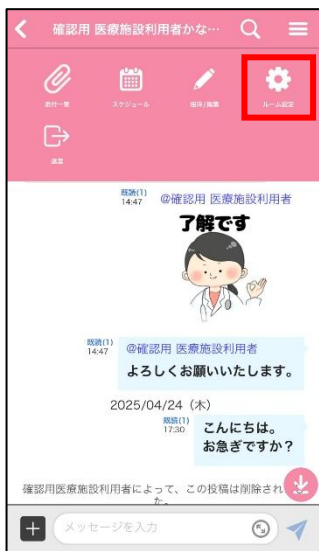 確認用 医療施設利用者かな…
添付一覧
スケジュール
招待/編集
ルーム設定
退室
既読(1)
14:47
@確認用 医療施設利用者
了解です
既読(1)
14:47
@確認用 医療施設利用者
よろしくお願いいたします。
2025/04/24（木）
既読(1)
17:30
こんにちは。
お急ぎですか？
確認用医療施設利用者によって、この投稿は削除され
た。
メッセージを入力